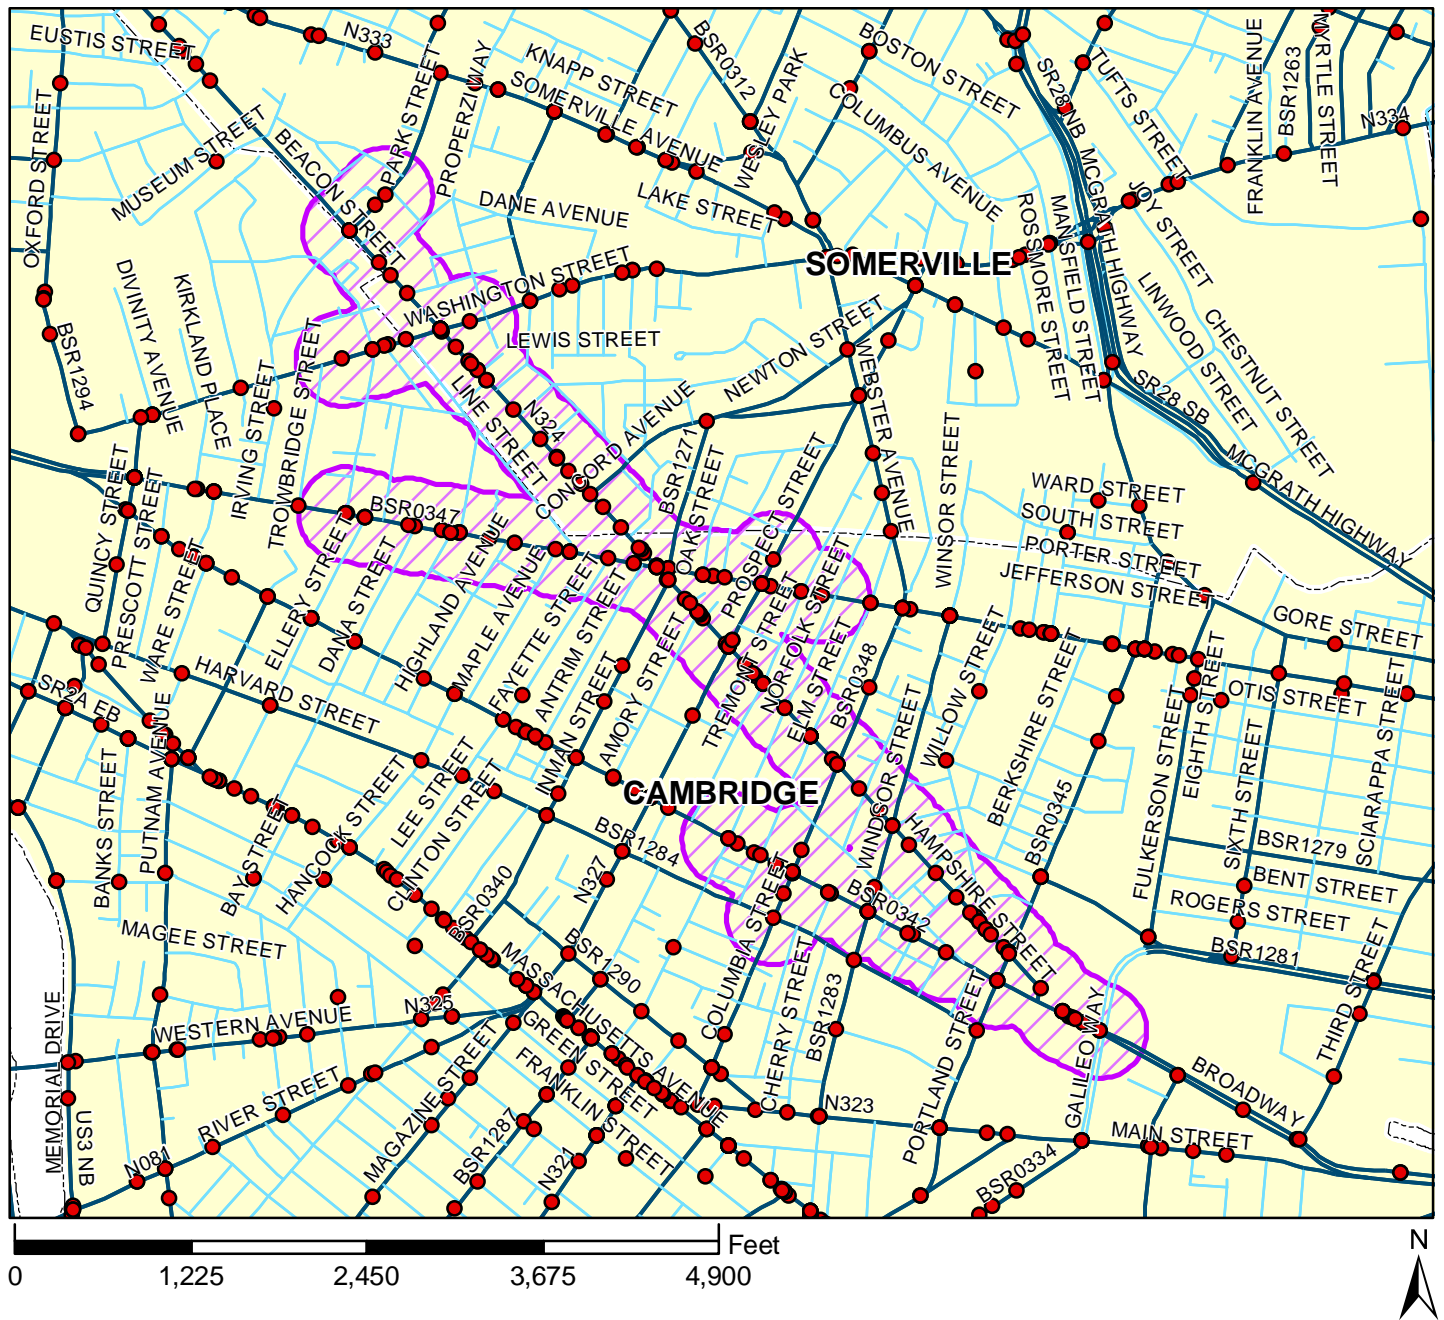 EUSTIS STREET
N333
KNAPP STREET
BSR0312
BOSTON STREET
SR28 NB
TUFTS STREET
FRANKLIN AVENUE
BSR1263
MYRTLE STREET
N334
OXFORD STREET
MUSEUM STREET
BEACON STREET
PARK STREET
PROPERZI WAY
SOMERVILLE AVENUE
WESLEY PARK
COLUMBUS AVENUE
DANE AVENUE
LAKE STREET
ROSSMORE STREET
MANSFIELD STREET
MCGRATH HIGHWAY
JOY STREET
LINWOOD STREET
CHESTNUT STREET
SOMERVILLE
DIVINITY AVENUE
KIRKLAND PLACE
WASHINGTON STREET
LEWIS STREET
NEWTON STREET
WEBSTER AVENUE
SR28 SB
MCGRATH HIGHWAY
BSR1294
IRVING STREET
TROWBRIDGE STREET
LINE STREET
N324
CONCORD AVENUE
BSR1271
OAK STREET
PROSPECT STREET
WINSOR STREET
WARD STREET
SOUTH STREET
PORTER STREET
JEFFERSON STREET
GORE STREET
QUINCY STREET
PRESCOTT STREET
WARE STREET
BSR0347
ELLERY STREET
DANA STREET
HIGHLAND AVENUE
MAPLE AVENUE
FAYETTE STREET
ANTRIM STREET
INMAN STREET
AMORY STREET
TREMONT STREET
NORFOLK STREET
ELM STREET
BSR0348
WINDSOR STREET
WILLOW STREET
BERKSHIRE STREET
BSR0345
FULKERSON STREET
EIGHTH STREET
SIXTH STREET
OTIS STREET
SCIARAPPA STREET
HARVARD STREET
SR2A EB
CAMBRIDGE
BANKS STREET
PUTNAM AVENUE
BAY STREET
HANCOCK STREET
LEE STREET
CLINTON STREET
BSR0340
N327
BSR1284
COLUMBIA STREET
BSR0342
HAMPSHIRE STREET
BSR1279
BENT STREET
ROGERS STREET
BSR1281
MAGEE STREET
MASSACHUSETTS AVENUE
BSR1290
CHERRY STREET
BSR1283
PORTLAND STREET
GALILEO WAY
BROADWAY
THIRD STREET
MEMORIAL DRIVE
US3 NB
WESTERN AVENUE
N325
RIVER STREET
N081
MAGAZINE STREET
GREEN STREET
FRANKLIN STREET
BSR1287
N321
N323
BSR0334
MAIN STREET
Feet
0 1,225 2,450 3,675 4,900
N